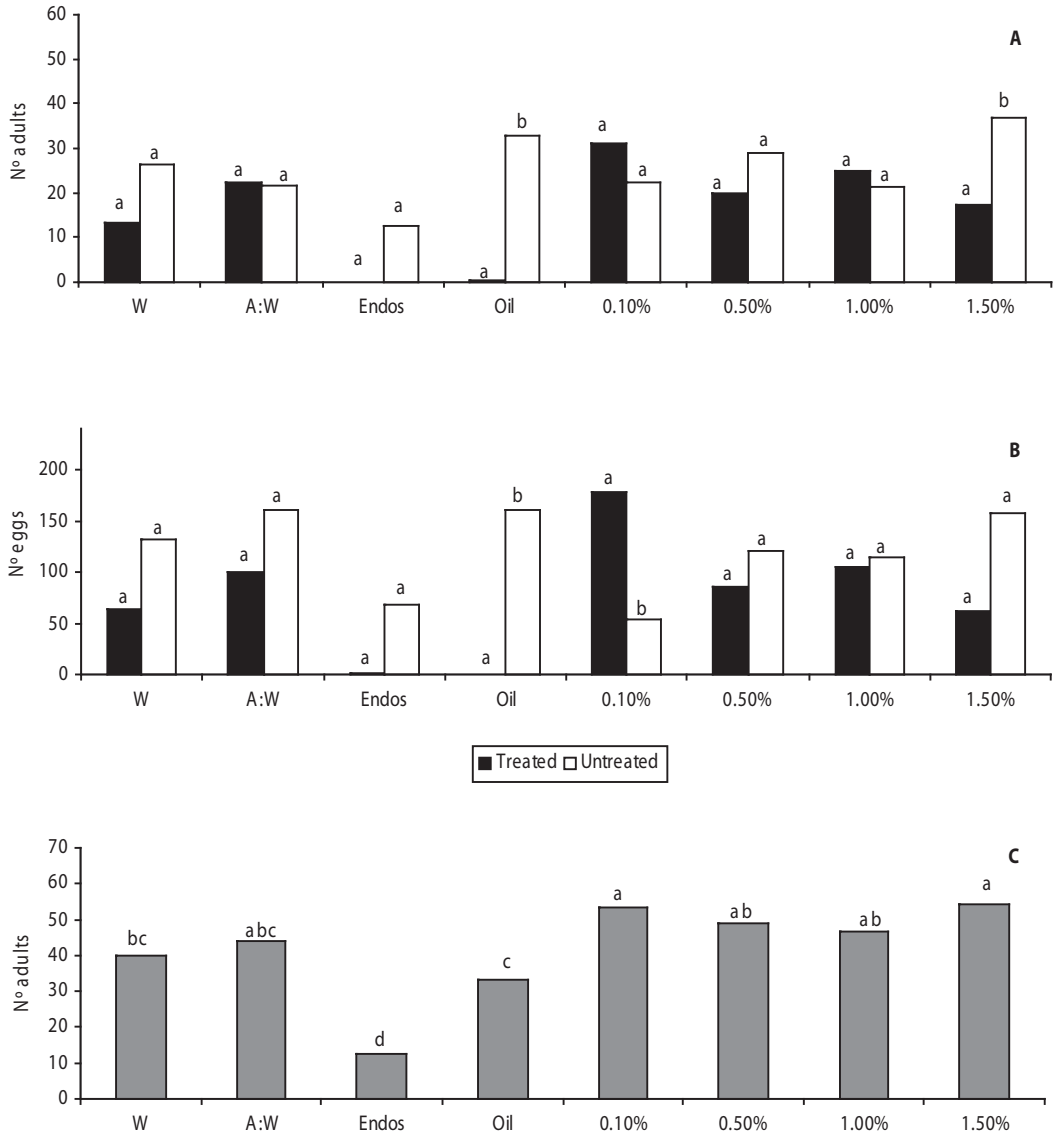 A
Nº adults
60
50
40
30
20
10
0
a a a a a a b a a a a a a a b
W A:W Endos Oil 0.10% 0.50% 1.00% 1.50%
B
Nº eggs
200
150
100
50
0
a a a a a a a b a b a a a a a a
W A:W Endos Oil 0.10% 0.50% 1.00% 1.50%
Treated Untreated
C
Nº adults
70
60
50
40
30
20
10
0
bc abc d c a ab ab a
W A:W Endos Oil 0.10% 0.50% 1.00% 1.50%